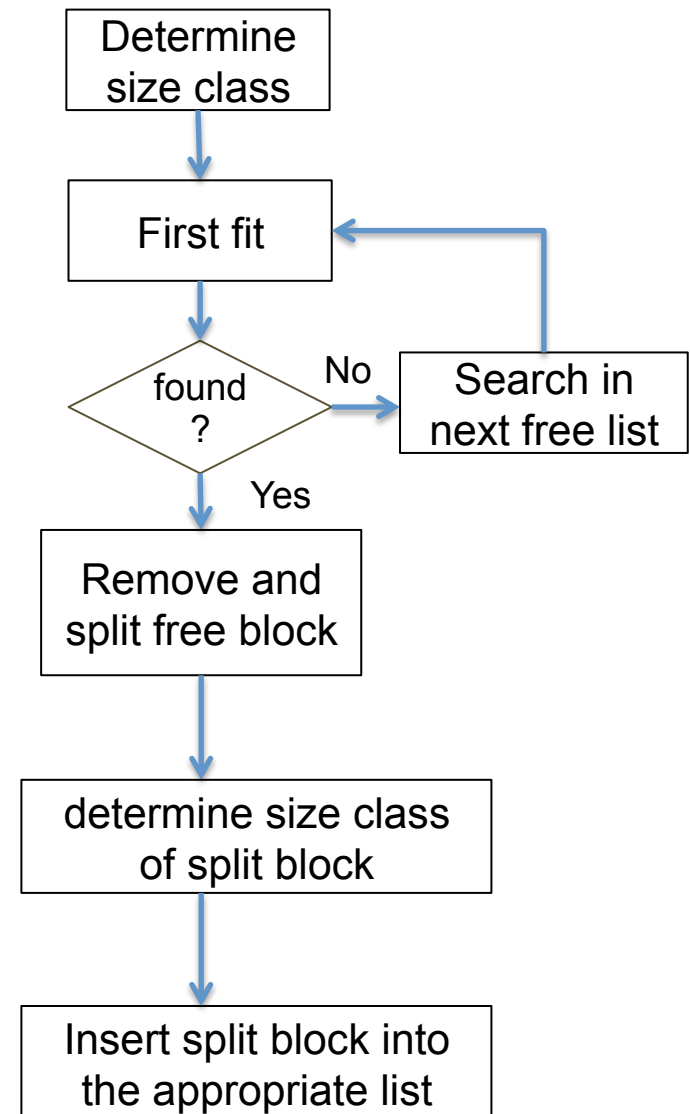 Determine
size class
First fit
found
?
No
Search in
next free list
Yes
Remove and
split free block
determine size class
of split block
Insert split block into
the appropriate list